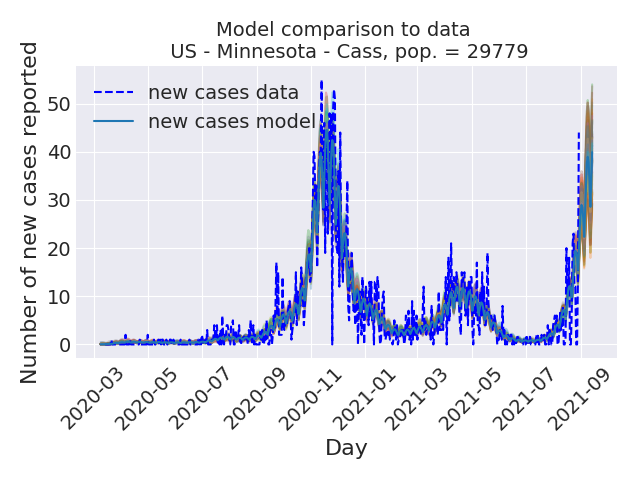 Model comparison to data
US - Minnesota - Cass, pop. = 29779
Number of new cases reported
50
40
30
20
10
0
new cases data
new cases model
2020-03
2020-05
2020-07
2020-09
2020-11
2021-01
2021-03
2021-05
2021-07
2021-09
Day